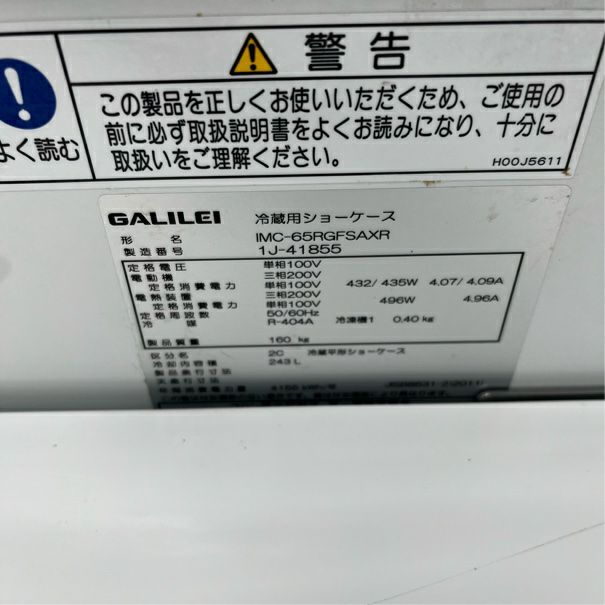 警告
この製品を正しくお使いいただくため、ご使用の
前に必ず取扱説明書をよくお読みになり、十分に
取扱いをご理解ください。
H00J5611
よく読む
GALILEI 冷蔵用ショーケース
形名 IMC-65RGFSAXR
製造番号 1J-41855
定格電圧 単相100V
電動機 三相200V
定格消費電力 単相100V 432/435W 4.07/4.09A
電熱装置 三相200V
定格消費電力 単相100V 496W 4.96A
定格周波数 50/60Hz
冷媒 R-404A 冷凍機1 0.40kg
製品質量 160kg
区分名 2C 冷蔵平形ショーケース
冷却内容積 243L